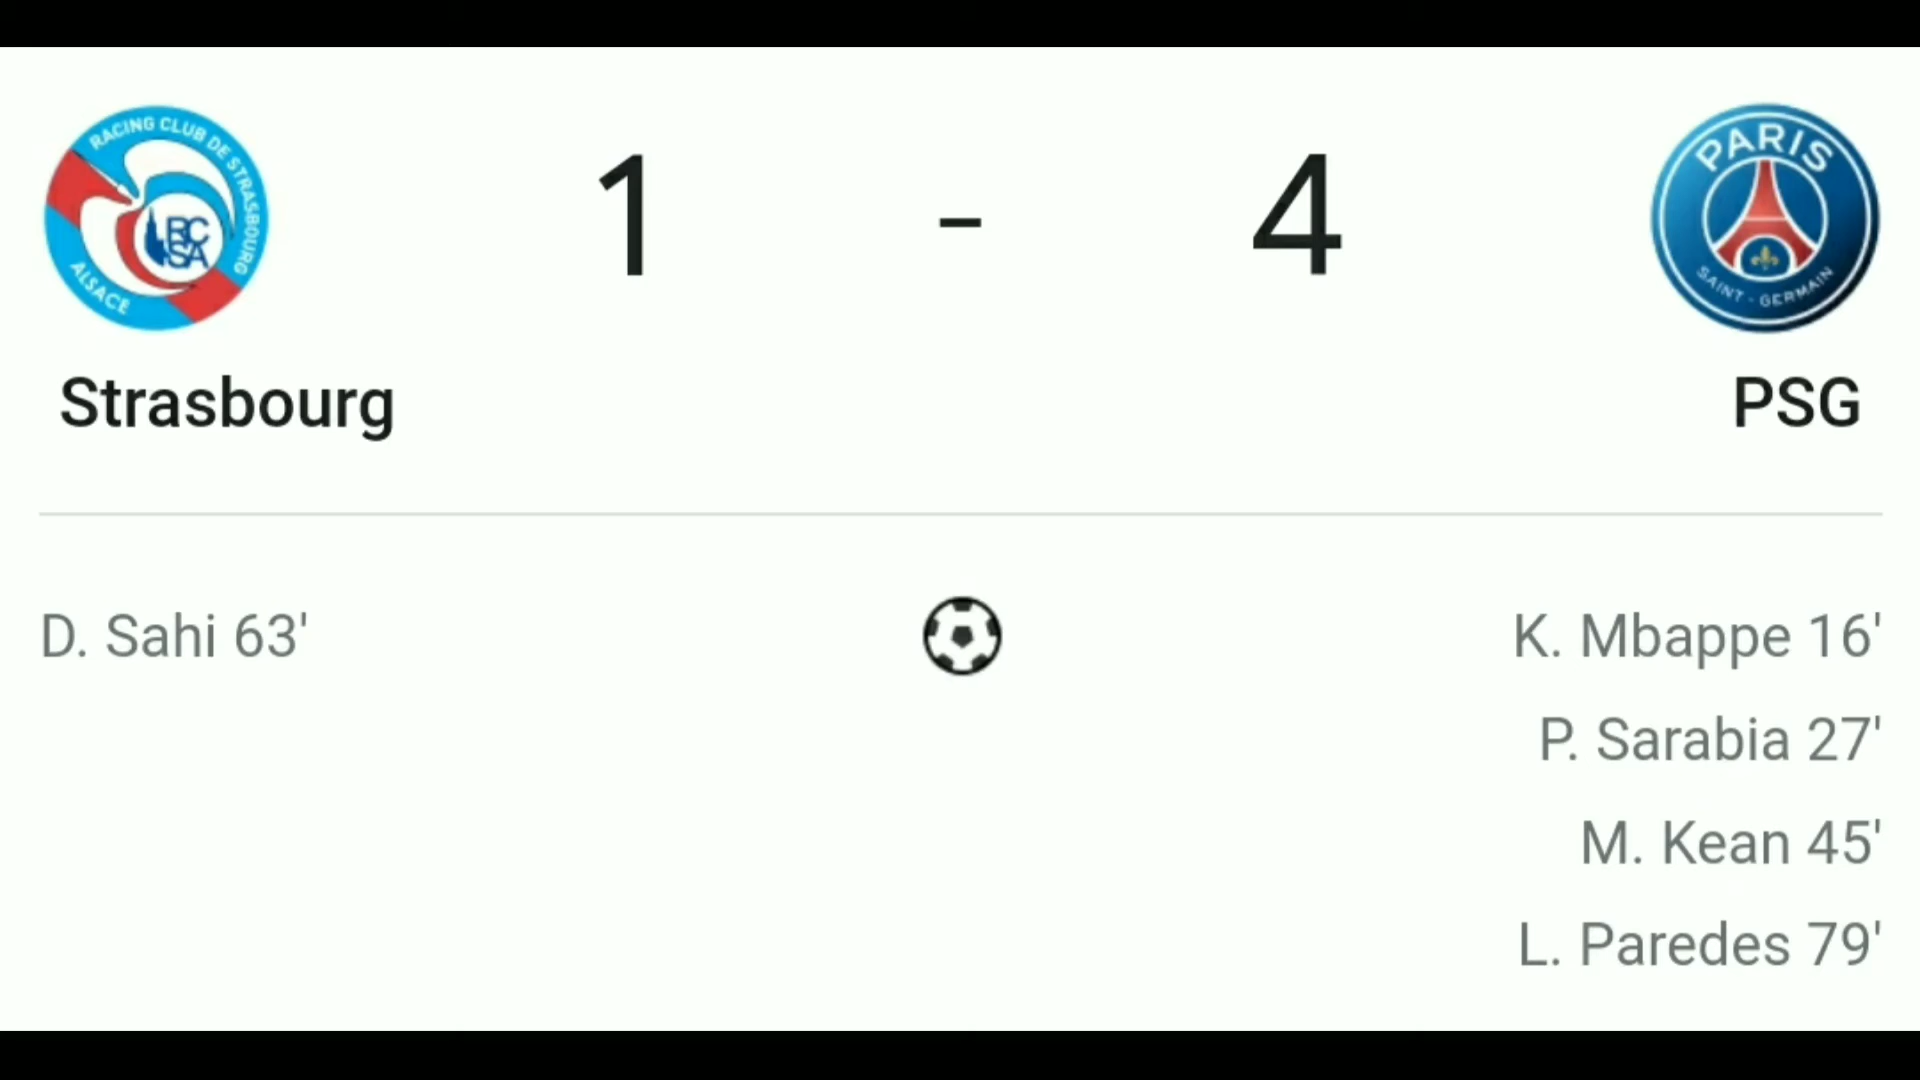 RACING CLUB DE STRASBOURG
ALSACE
RCSA
1 - 4
PARIS
SAINT-GERMAIN
Strasbourg
PSG
D. Sahi 63'
K. Mbappe 16'
P. Sarabia 27'
M. Kean 45'
L. Paredes 79'